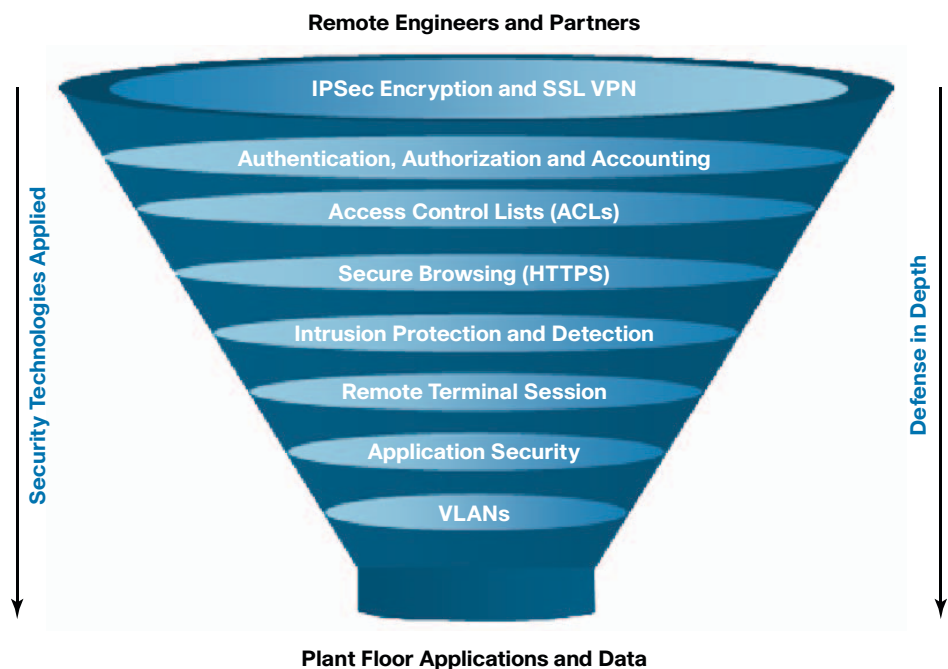 Remote Engineers and Partners
IPSec Encryption and SSL VPN
Authentication, Authorization and Accounting
Access Control Lists (ACLs)
Secure Browsing (HTTPS)
Intrusion Protection and Detection
Remote Terminal Session
Application Security
VLANs
Security Technologies Applied
Defense in Depth
Plant Floor Applications and Data